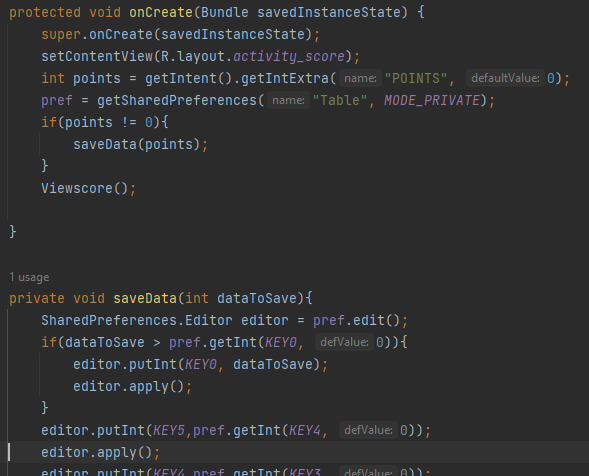 protected void onCreate(Bundle savedInstanceState) {
super.onCreate(savedInstanceState);
setContentView(R.layout.activity_score);
int points = getIntent().getIntExtra( name: "POINTS", defaultValue: 0);
pref = getSharedPreferences( name: "Table", MODE_PRIVATE);
if(points != 0){
saveData(points);
}
Viewscore();
}
1 usage
private void saveData(int dataToSave){
SharedPreferences.Editor editor = pref.edit();
if(dataToSave > pref.getInt(KEY0, defValue: 0)){
editor.putInt(KEY0, dataToSave);
editor.apply();
}
editor.putInt(KEY5,pref.getInt(KEY4, defValue: 0));
editor.apply();
editor.putInt(KEY4,pref.getInt(KEY3, defValue: 0));